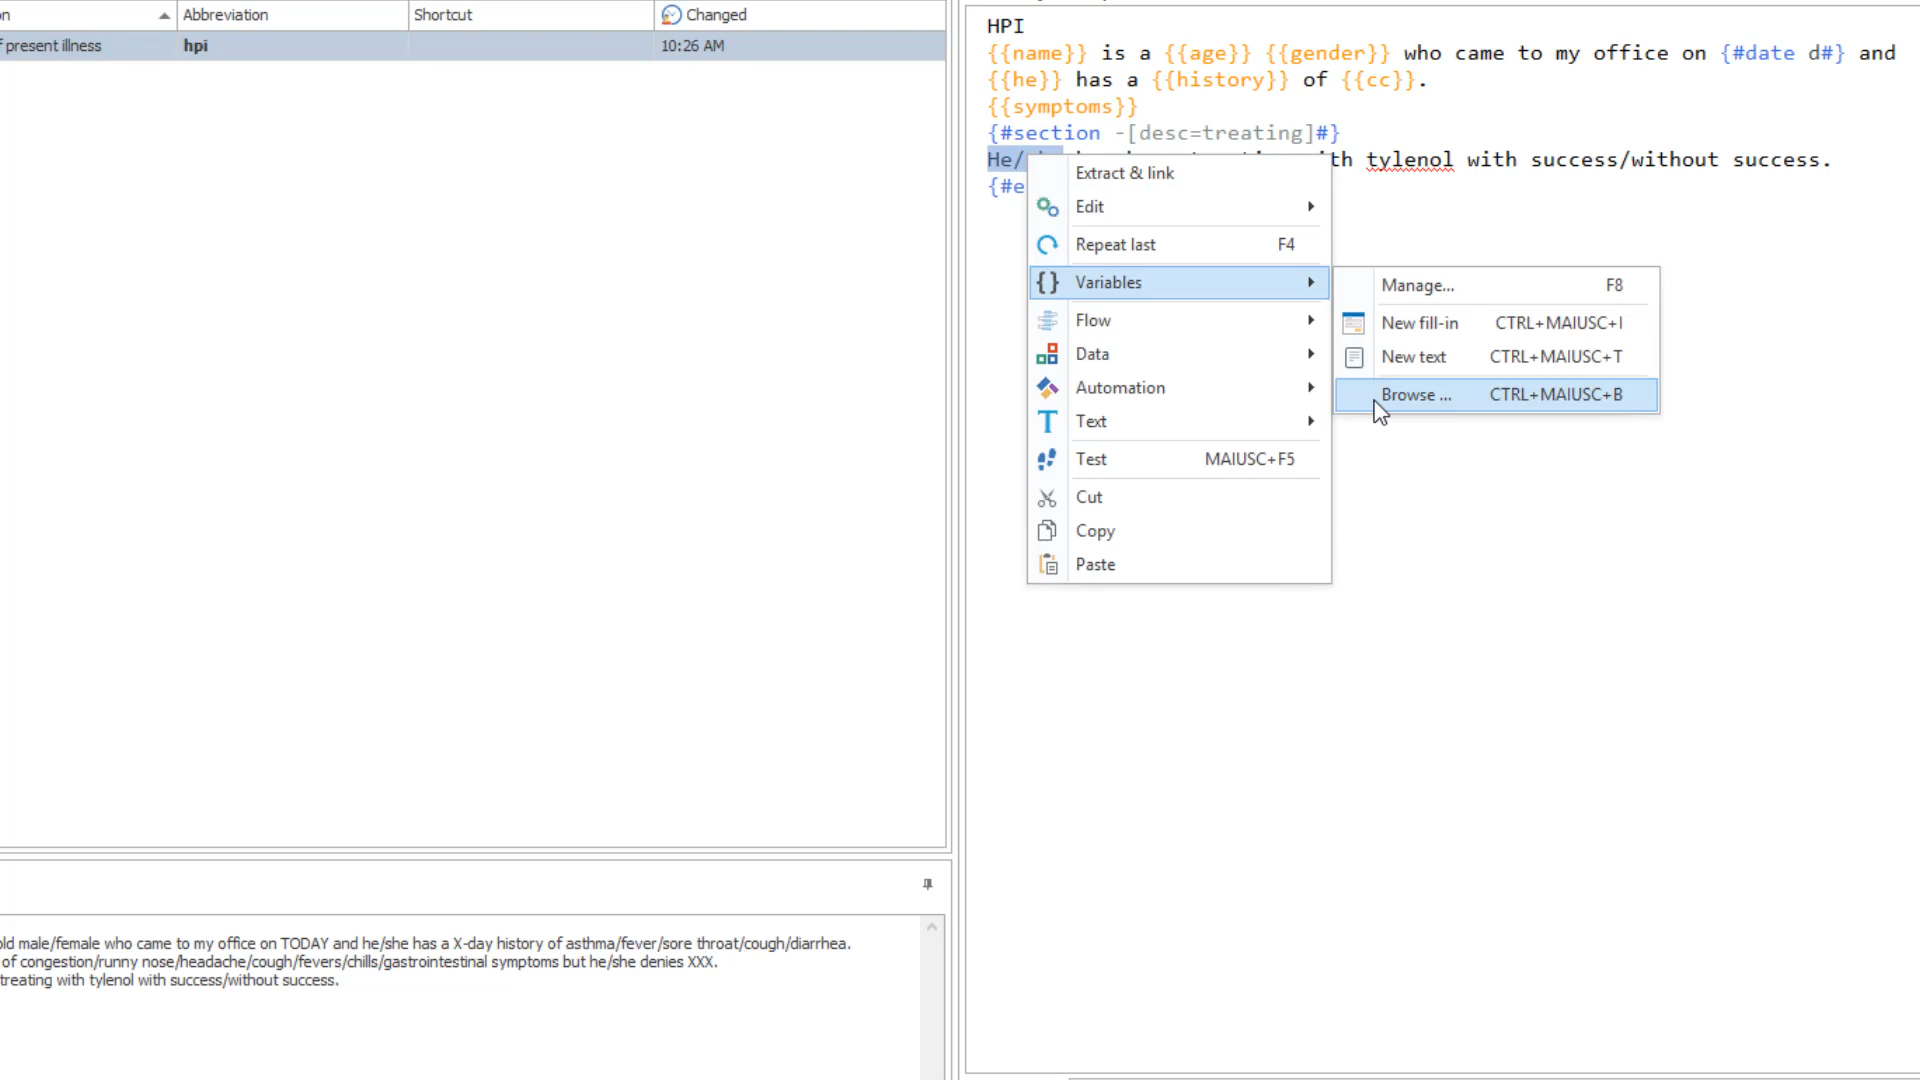 Abbreviation
Shortcut
Changed
present illness
hpi
10:26 AM
HPI
{{name}} is a {{age}} {{gender}} who came to my office on {#date d#} and
{{he}} has a {{history}} of {{cc}}.
{{symptoms}}
{#section -[desc=treating]#}
He/ th tylenol with success/without success.
{#e
Extract & link
Edit
Repeat last F4
Variables
Flow
Data
Automation
Text
Test MAIUSC+F5
Cut
Copy
Paste
Manage... F8
New fill-in CTRL+MAIUSC+I
New text CTRL+MAIUSC+T
Browse ... CTRL+MAIUSC+B
old male/female who came to my office on TODAY and he/she has a X-day history of asthma/fever/sore throat/cough/diarrhea.
of congestion/runny nose/headache/cough/fevers/chills/gastrointestinal symptoms but he/she denies XXX.
treating with tylenol with success/without success.